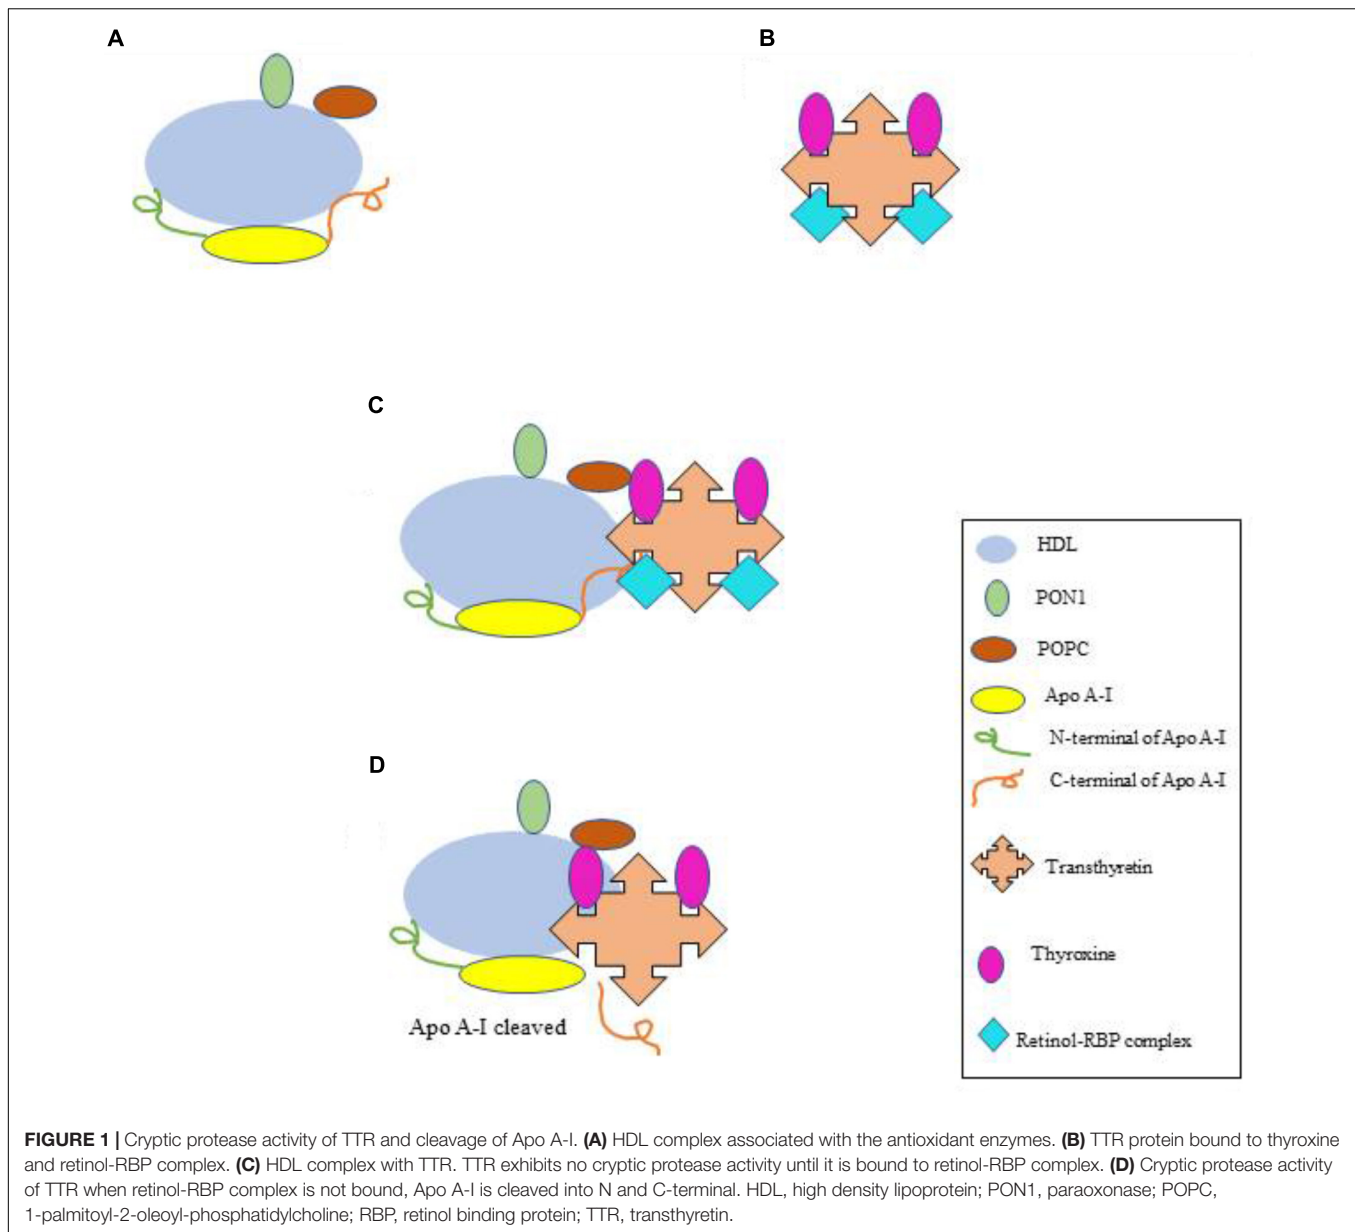 A
B
C
D
Apo A-I cleaved
HDL
PON1
POPC
Apo A-I
N-terminal of Apo A-I
C-terminal of Apo A-I
Transthyretin
Thyroxine
Retinol-RBP complex
FIGURE 1 | Cryptic protease activity of TTR and cleavage of Apo A-I. (A) HDL complex associated with the antioxidant enzymes. (B) TTR protein bound to thyroxine
and retinol-RBP complex. (C) HDL complex with TTR. TTR exhibits no cryptic protease activity until it is bound to retinol-RBP complex. (D) Cryptic protease activity
of TTR when retinol-RBP complex is not bound, Apo A-I is cleaved into N and C-terminal. HDL, high density lipoprotein; PON1, paraoxonase; POPC,
1-palmitoyl-2-oleoyl-phosphatidylcholine; RBP, retinol binding protein; TTR, transthyretin.